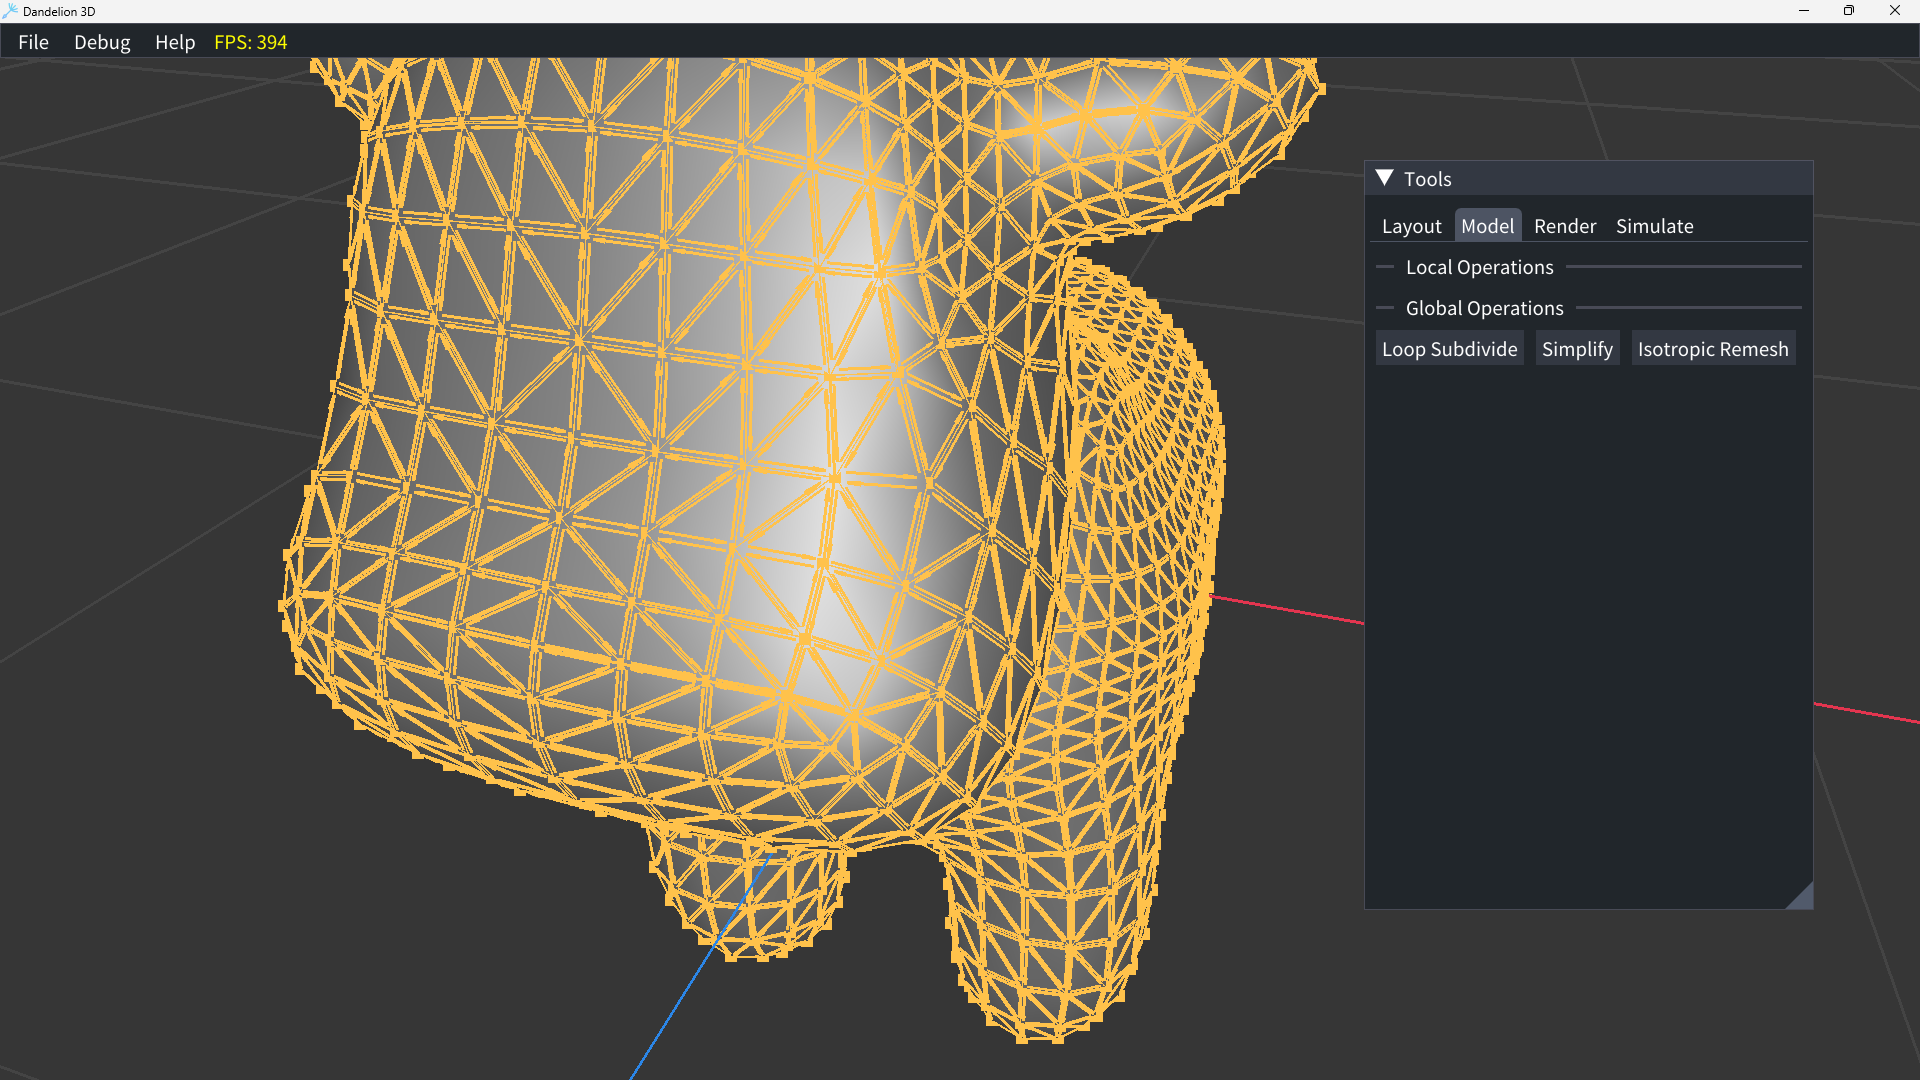 Dandelion 3D
File Debug Help FPS: 394
Tools
Layout Model Render Simulate
Local Operations
Global Operations
Loop Subdivide Simplify Isotropic Remesh